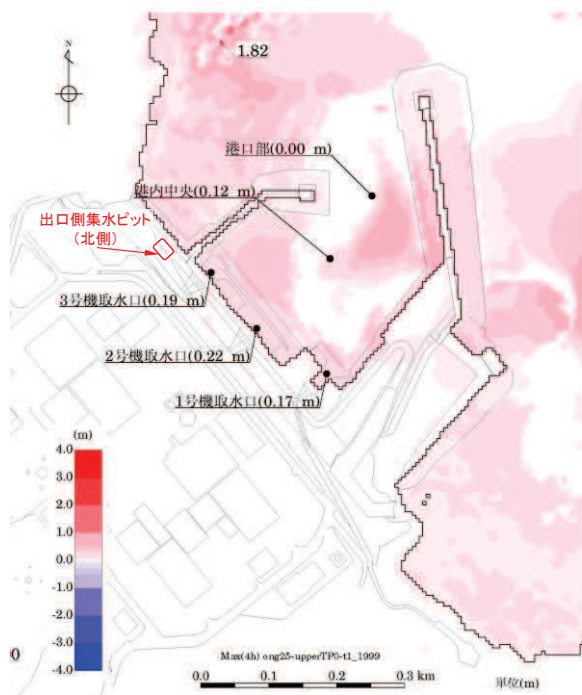 1.82
N
港口部(0.00 m)
港内中央(0.12 m)
出口側集水ピット
(北側)
3号機取水口(0.19 m)
2号機取水口(0.22 m)
1号機取水口(0.17 m)
(m)
4.0
3.0
2.0
1.0
0.0
-1.0
-2.0
-3.0
-4.0
0
Max(4h) ong25-upperTP0-t1_1999
0.0 0.1 0.2 0.3 km
単位(m)